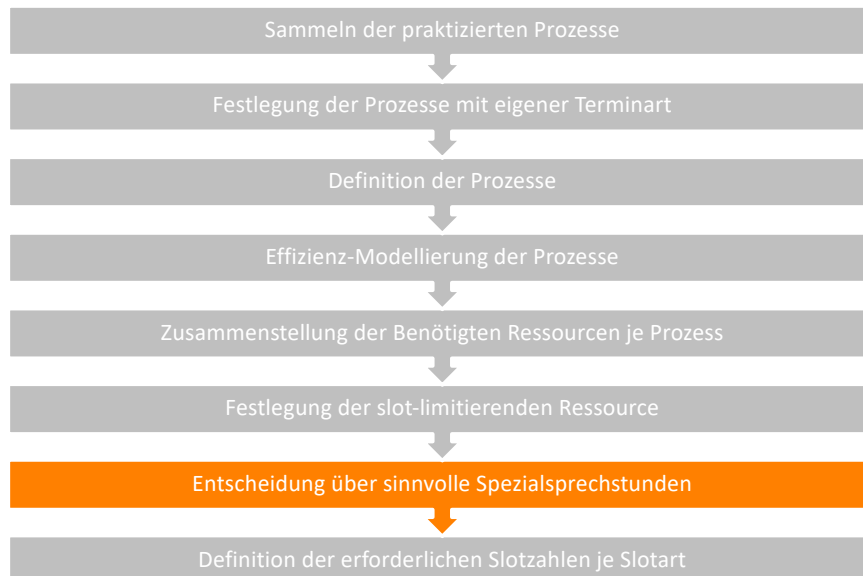 Sammeln der praktizierten Prozesse
Festlegung der Prozesse mit eigener Terminart
Definition der Prozesse
Effizienz-Modellierung der Prozesse
Zusammenstellung der Benötigten Ressourcen je Prozess
Festlegung der slot-limitierenden Ressource
Entscheidung über sinnvolle Spezialsprechstunden
Definition der erforderlichen Slotzahlen je Slotart